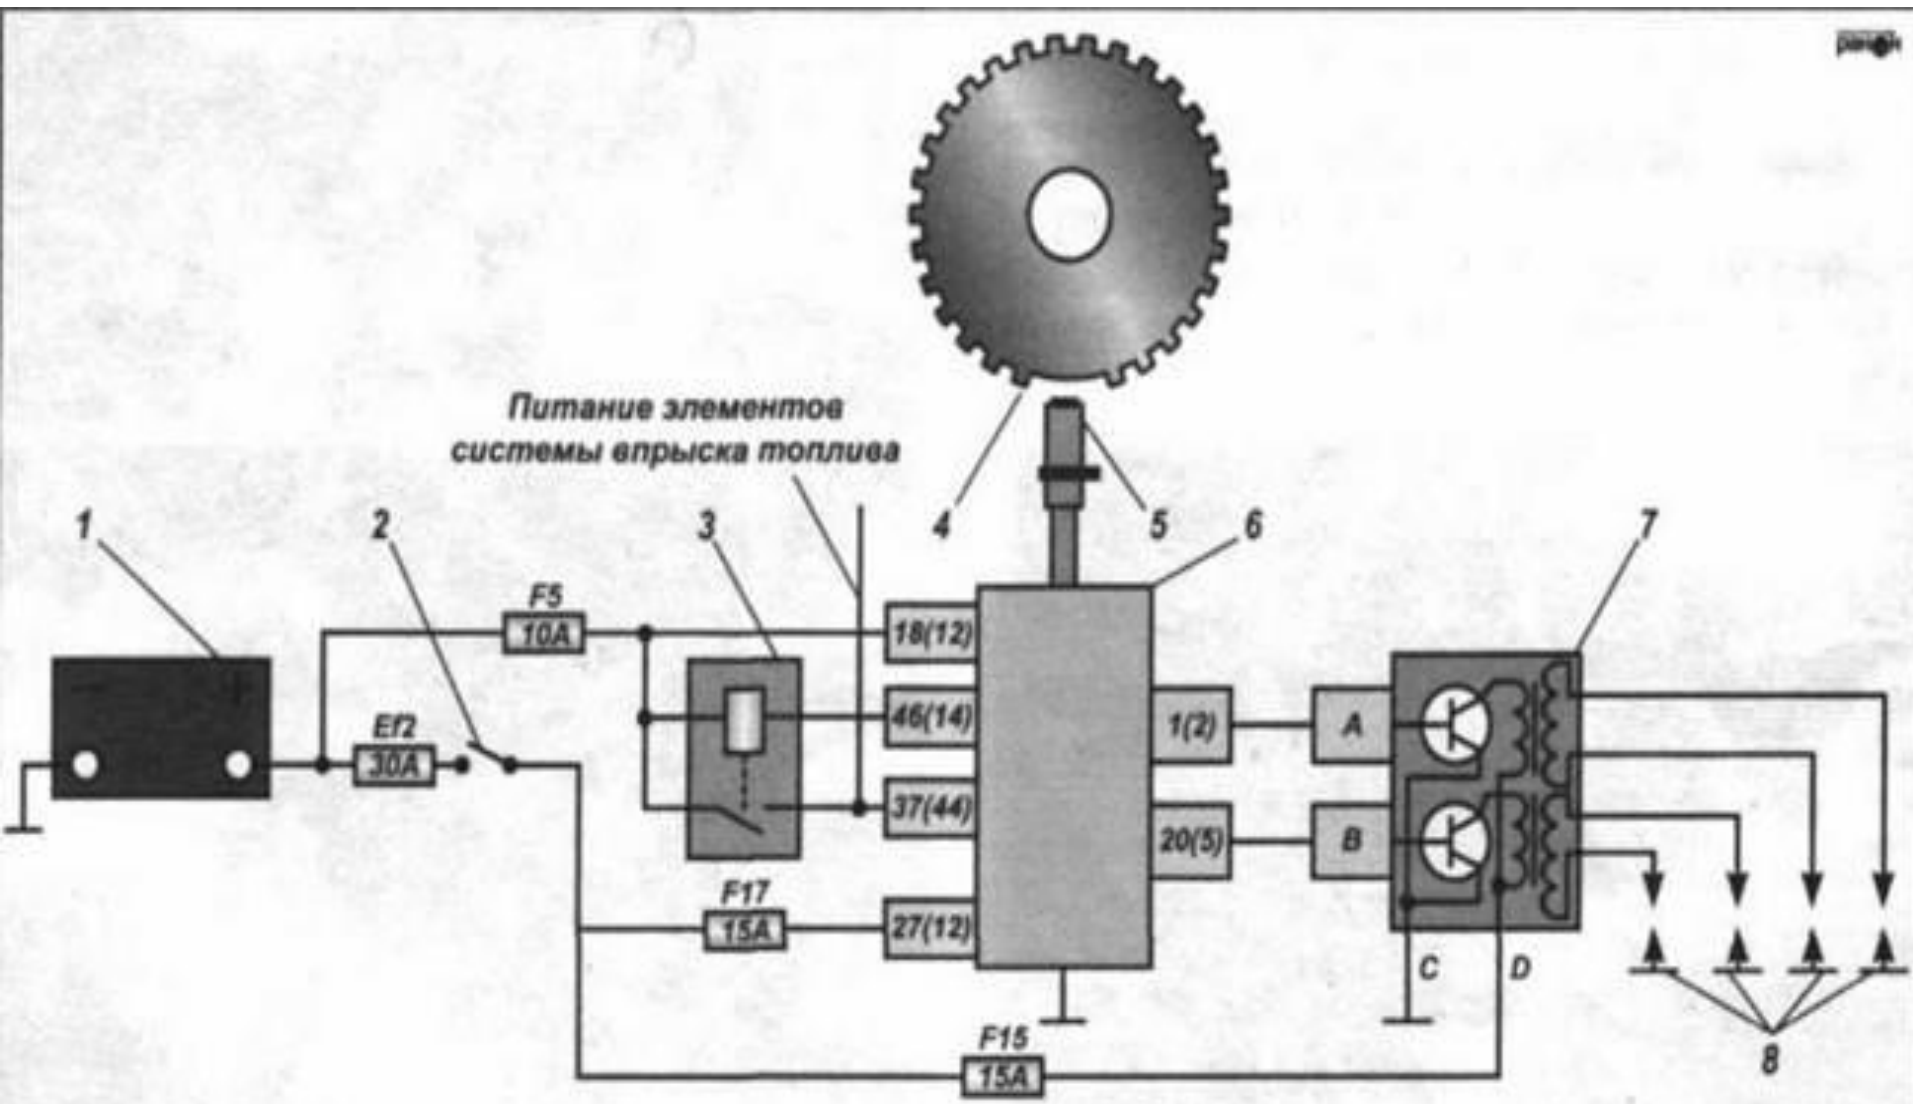 Питание элементов
системы впрыска топлива
1
2
3
4
5
6
7
F5
10A
18(12)
Ef2
30A
46(14)
1(2)
A
37(44)
20(5)
B
F17
15A
27(12)
C
D
F15
15A
8
- +